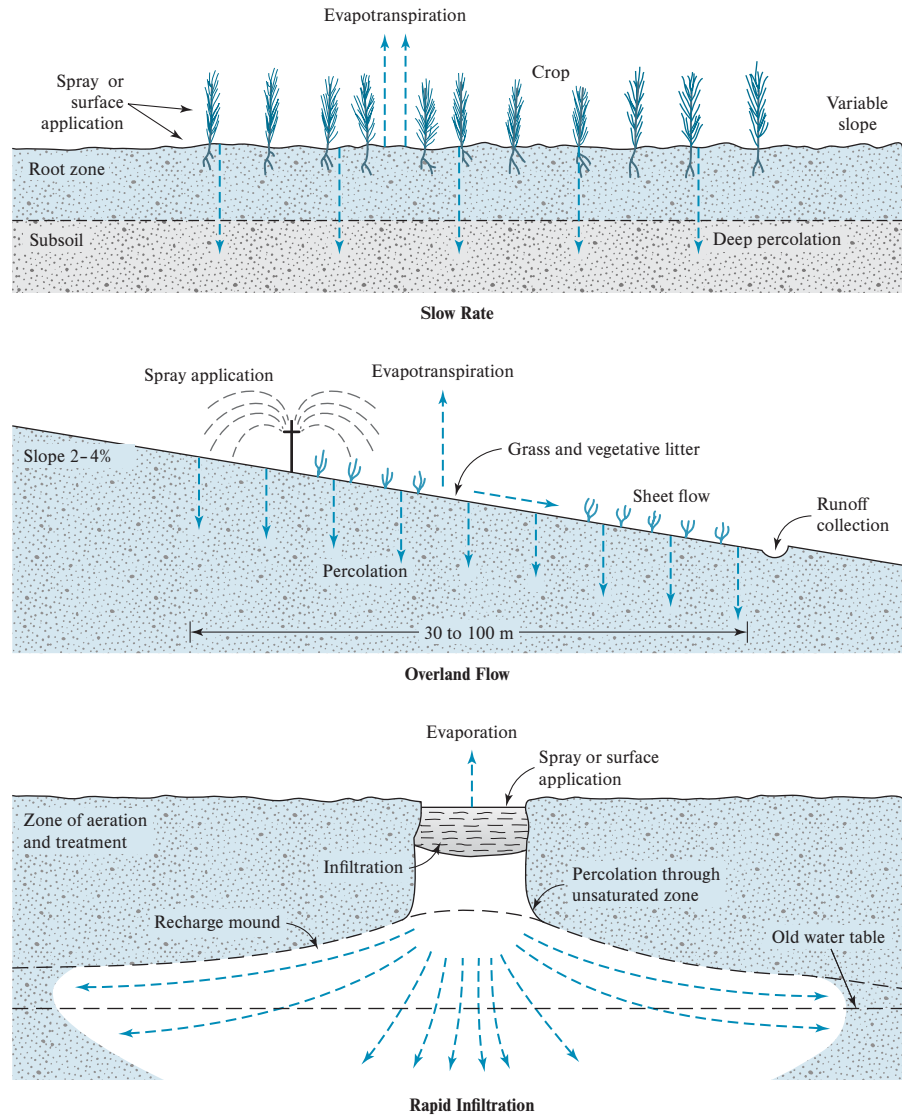 Evapotranspiration
Spray or
surface
application
Crop
Variable
slope
Root zone
Subsoil
Deep percolation
Slow Rate
Spray application
Evapotranspiration
Slope 2–4%
Grass and vegetative litter
Sheet flow
Runoff
collection
Percolation
30 to 100 m
Overland Flow
Evaporation
Spray or surface
application
Zone of aeration
and treatment
Infiltration
Percolation through
unsaturated zone
Recharge mound
Old water table
Rapid Infiltration